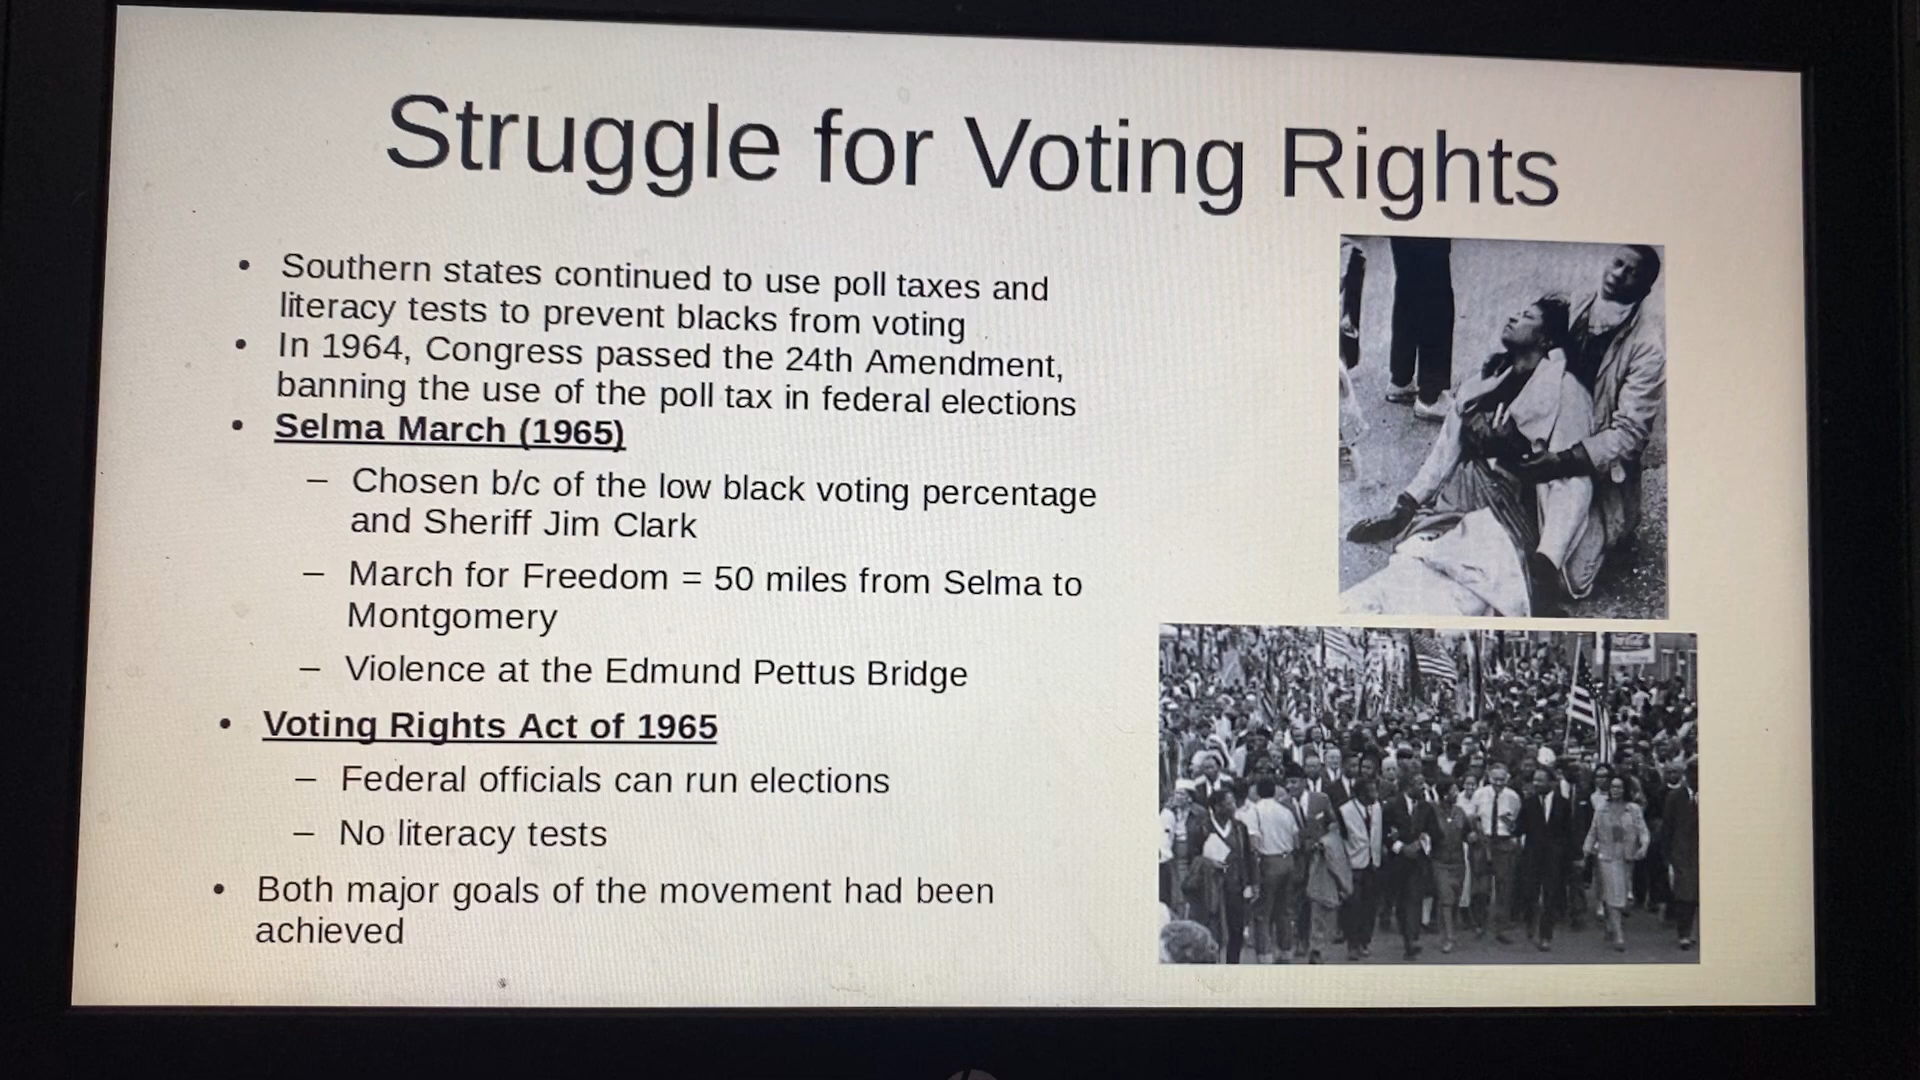 Struggle for Voting Rights
• Southern states continued to use poll taxes and
literacy tests to prevent blacks from voting
• In 1964, Congress passed the 24th Amendment,
banning the use of the poll tax in federal elections
• Selma March (1965)
– Chosen b/c of the low black voting percentage
and Sheriff Jim Clark
– March for Freedom = 50 miles from Selma to
Montgomery
– Violence at the Edmund Pettus Bridge
• Voting Rights Act of 1965
– Federal officials can run elections
– No literacy tests
• Both major goals of the movement had been
achieved